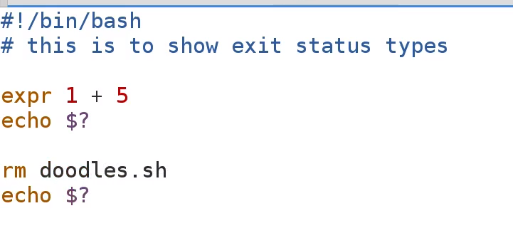 #!/bin/bash
# this is to show exit status types
expr 1 + 5
echo $?
rm doodles.sh
echo $?